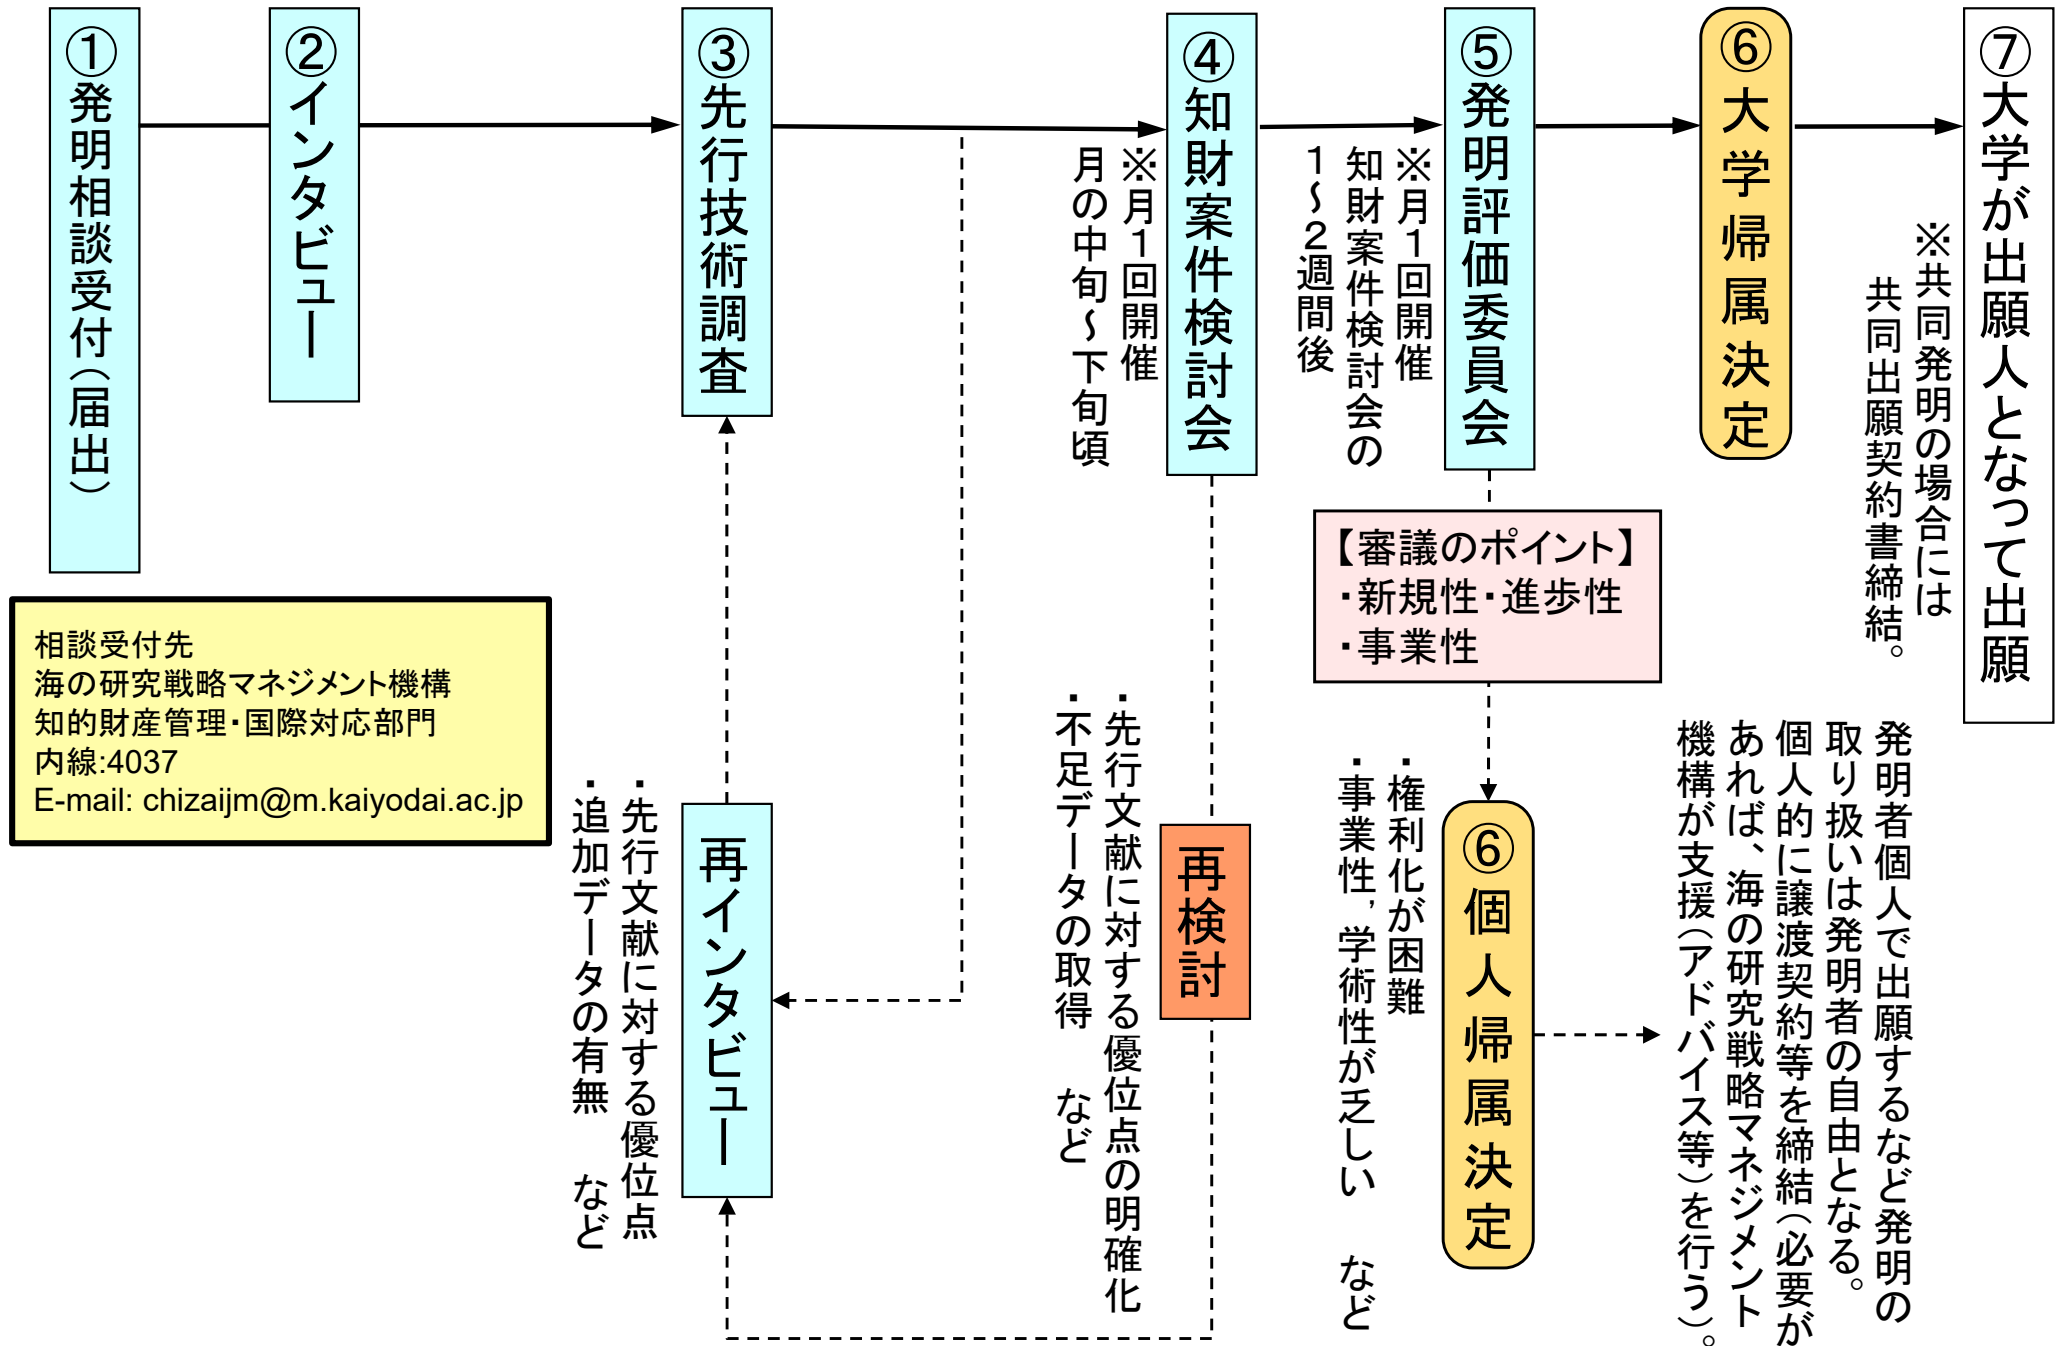 ①発明相談受付(届出)
②インタビュー
③先行技術調査
④知財案件検討会
※月1回開催
月の中旬~下旬頃
⑤発明評価委員会
※月1回開催
知財案件検討会の
1~2週間後
⑥大学帰属決定
⑦大学が出願人となって出願
※共同発明の場合には
共同出願契約書締結。
【審議のポイント】
・新規性・進歩性
・事業性
相談受付先
海の研究戦略マネジメント機構
知的財産管理・国際対応部門
内線:4037
E-mail: chizaijm@m.kaiyodai.ac.jp
再インタビュー
・先行文献に対する優位点
・追加データの有無 など
再検討
・先行文献に対する優位点の明確化
・不足データの取得 など
⑥個人帰属決定
・権利化が困難
・事業性,学術性が乏しい など
発明者個人で出願するなど発明の
取り扱いは発明者の自由となる。
個人的に譲渡契約等を締結(必要が
あれば、海の研究戦略マネジメント
機構が支援(アドバイス等)を行う)。